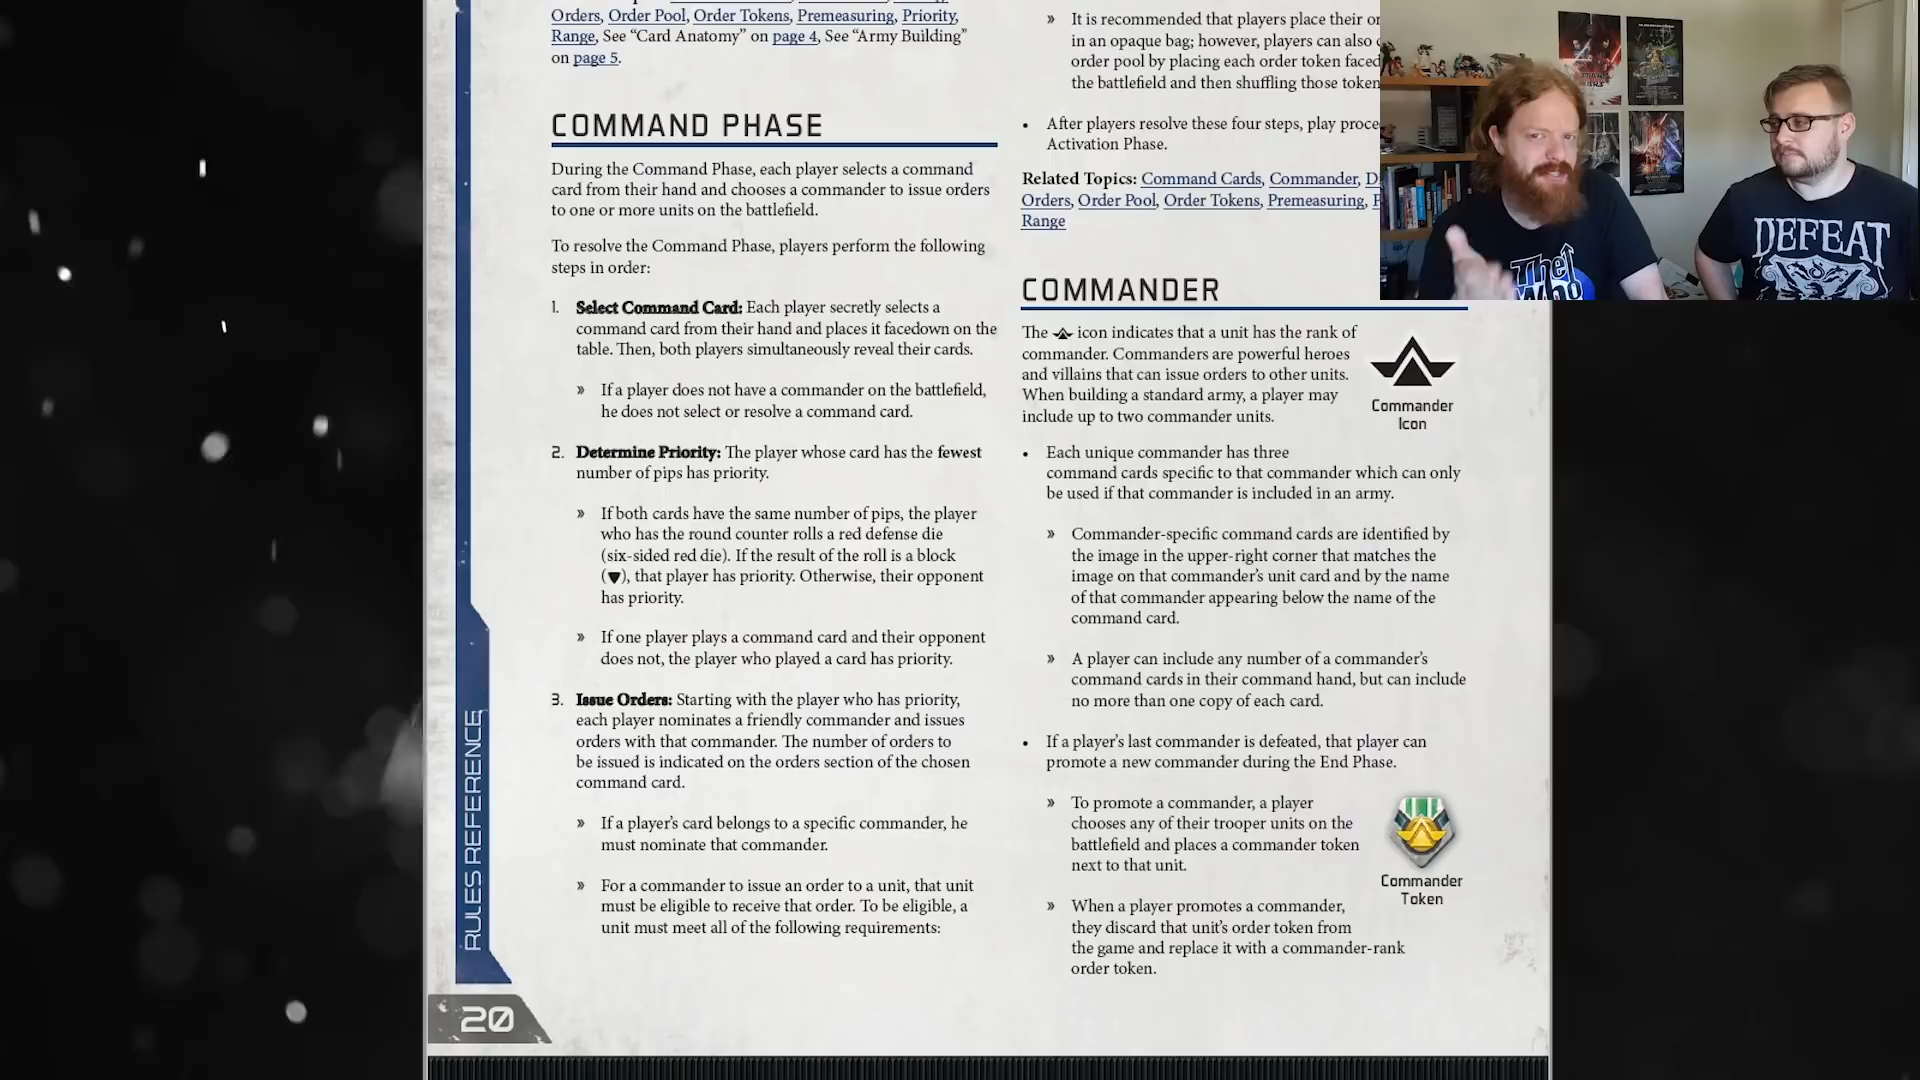 Orders, Order Pool, Order Tokens, Premeasuring, Priority,
Range, See “Card Anatomy” on page 4, See “Army Building”
on page 5.
COMMAND PHASE
During the Command Phase, each player selects a command
card from their hand and chooses a commander to issue orders
to one or more units on the battlefield.
To resolve the Command Phase, players perform the following
steps in order:
1. Select Command Card: Each player secretly selects a
command card from their hand and places it facedown on the
table. Then, both players simultaneously reveal their cards.
» If a player does not have a commander on the battlefield,
he does not select or resolve a command card.
2. Determine Priority: The player whose card has the fewest
number of pips has priority.
» If both cards have the same number of pips, the player
who has the round counter rolls a red defense die
(six-sided red die). If the result of the roll is a block
(▼), that player has priority. Otherwise, their opponent
has priority.
» If one player plays a command card and their opponent
does not, the player who played a card has priority.
3. Issue Orders: Starting with the player who has priority,
each player nominates a friendly commander and issues
orders with that commander. The number of orders to
be issued is indicated on the orders section of the chosen
command card.
» If a player’s card belongs to a specific commander, he
must nominate that commander.
» For a commander to issue an order to a unit, that unit
must be eligible to receive that order. To be eligible, a
unit must meet all of the following requirements:
RULES REFERENCE
20
» It is recommended that players place their
in an opaque bag; however, players can also
order pool by placing each order token
the battlefield and then shuffling those
• After players resolve these four steps, play
Activation Phase.
Related Topics: Command Cards, Commander,
Orders, Order Pool, Order Tokens, Premeasuring,
Range
COMMANDER
The icon indicates that a unit has the rank of
commander. Commanders are powerful heroes
and villains that can issue orders to other units.
When building a standard army, a player may
include up to two commander units.
Commander
Icon
• Each unique commander has three
command cards specific to that commander which can only
be used if that commander is included in an army.
» Commander-specific command cards are identified by
the image in the upper-right corner that matches the
image on that commander’s unit card and by the name
of that commander appearing below the name of the
command card.
» A player can include any number of a commander’s
command cards in their command hand, but can include
no more than one copy of each card.
• If a player’s last commander is defeated, that player can
promote a new commander during the End Phase.
» To promote a commander, a player
chooses any of their trooper units on the
battlefield and places a commander token
next to that unit.
Commander
Token
» When a player promotes a commander,
they discard that unit’s order token from
the game and replace it with a commander-rank
order token.
The
Who
DEFEAT